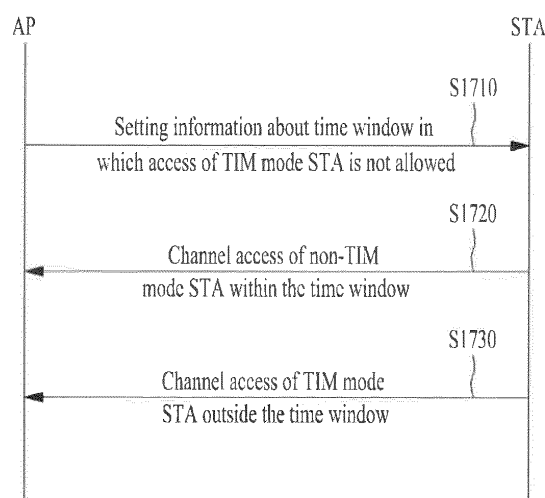 AP
STA
S1710
Setting information about time window in
which access of TIM mode STA is not allowed
S1720
Channel access of non-TIM
mode STA within the time window
S1730
Channel access of TIM mode
STA outside the time window